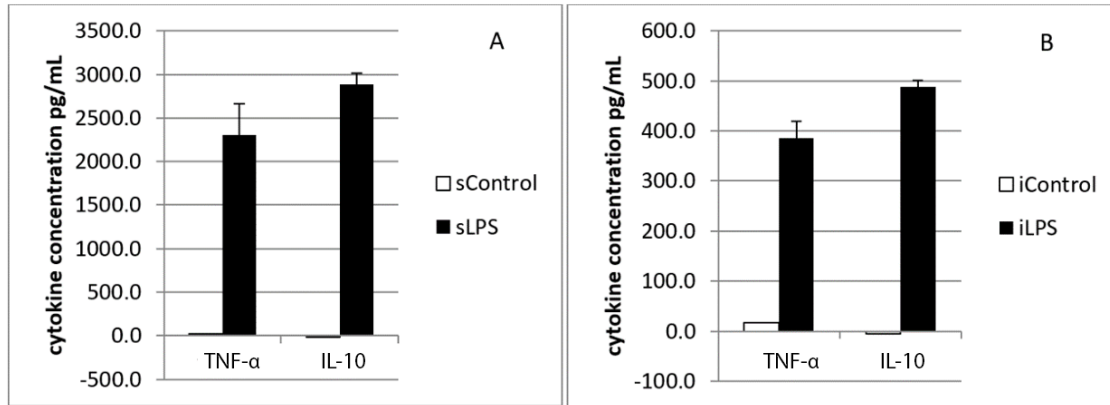 A
cytokine concentration pg/mL
3500.0
3000.0
2500.0
2000.0
1500.0
1000.0
500.0
0.0
-500.0
TNF-α
IL-10
sControl
sLPS
B
cytokine concentration pg/mL
600.0
500.0
400.0
300.0
200.0
100.0
0.0
-100.0
TNF-α
IL-10
iControl
iLPS